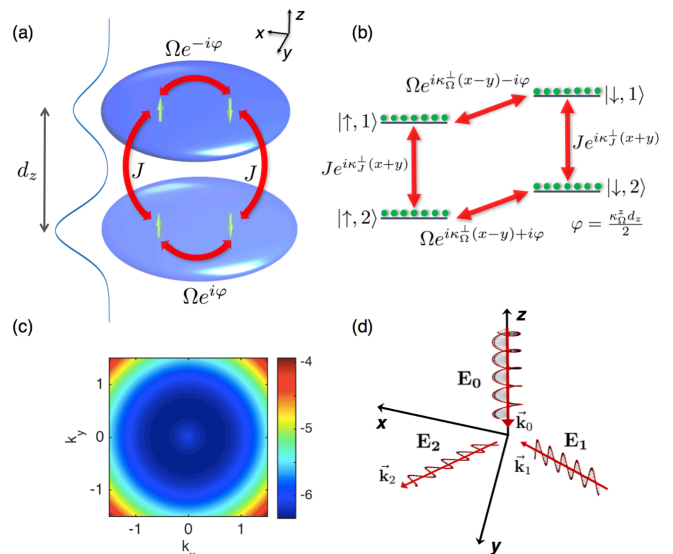 (a)
z
x
y
Ωe^{-iφ}
d_z
J
J
Ωe^{iφ}
(b)
Ωe^{iκ_Ω^⊥(x−y)−iφ}
|↓, 1⟩
|↑, 1⟩
Je^{iκ_J^⊥(x+y)}
Je^{iκ_J^⊥(x+y)}
|↓, 2⟩
|↑, 2⟩
Ωe^{iκ_Ω^⊥(x−y)+iφ}
φ = κ_Ω^z d_z / 2
(c)
k_y
1
0
-1
-1
0
1
-4
-5
-6
(d)
z
E_0
x
k⃗_0
E_2
E_1
k⃗_2
k⃗_1
y